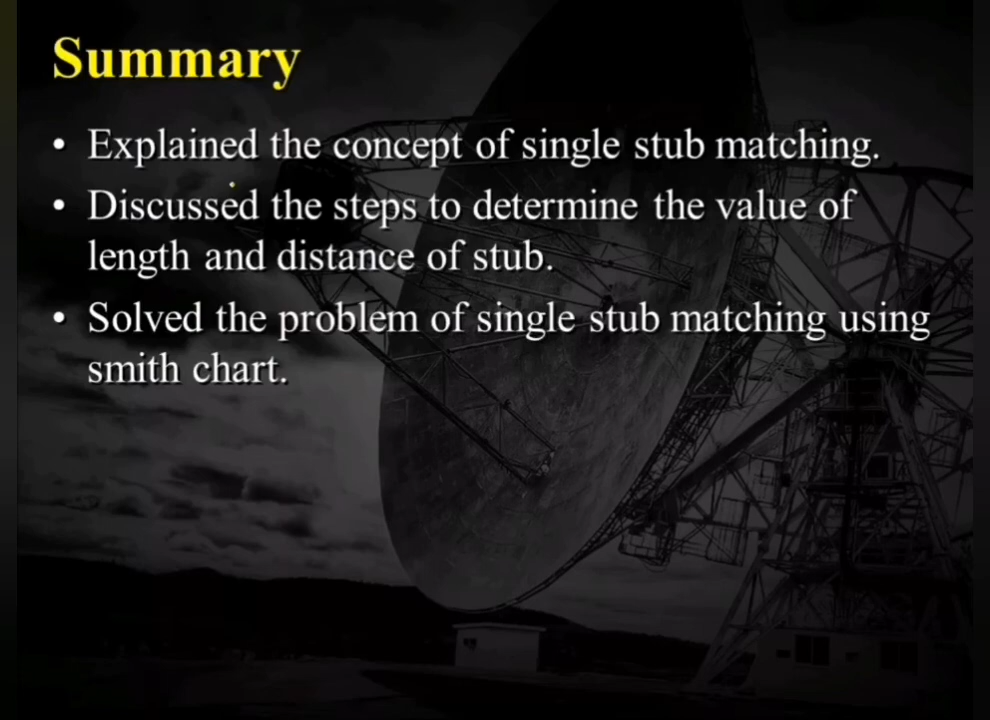 Summary
• Explained the concept of single stub matching.
• Discussed the steps to determine the value of
length and distance of stub.
• Solved the problem of single stub matching using
smith chart.